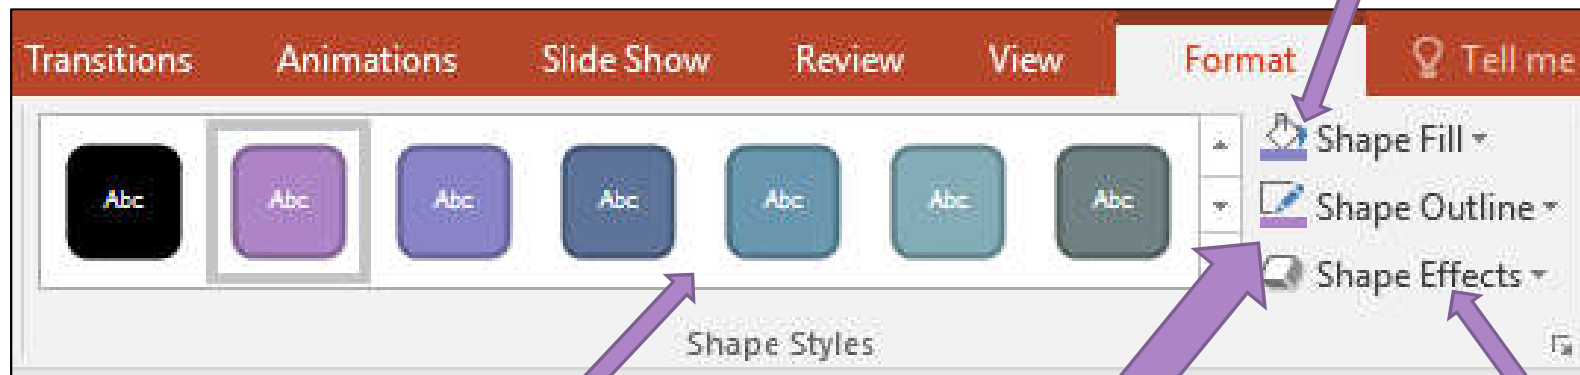 Transitions Animations Slide Show Review View Format Tell me
Abc Abc Abc Abc Abc Abc Abc
Shape Fill
Shape Outline
Shape Effects
Shape Styles